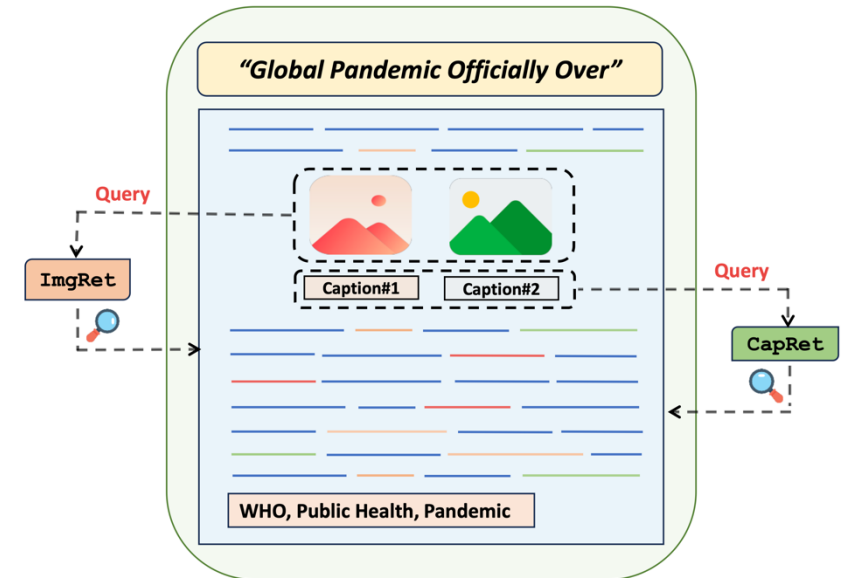 “Global Pandemic Officially Over”
Query
ImgRet
Caption#1
Caption#2
Query
CapRet
WHO, Public Health, Pandemic